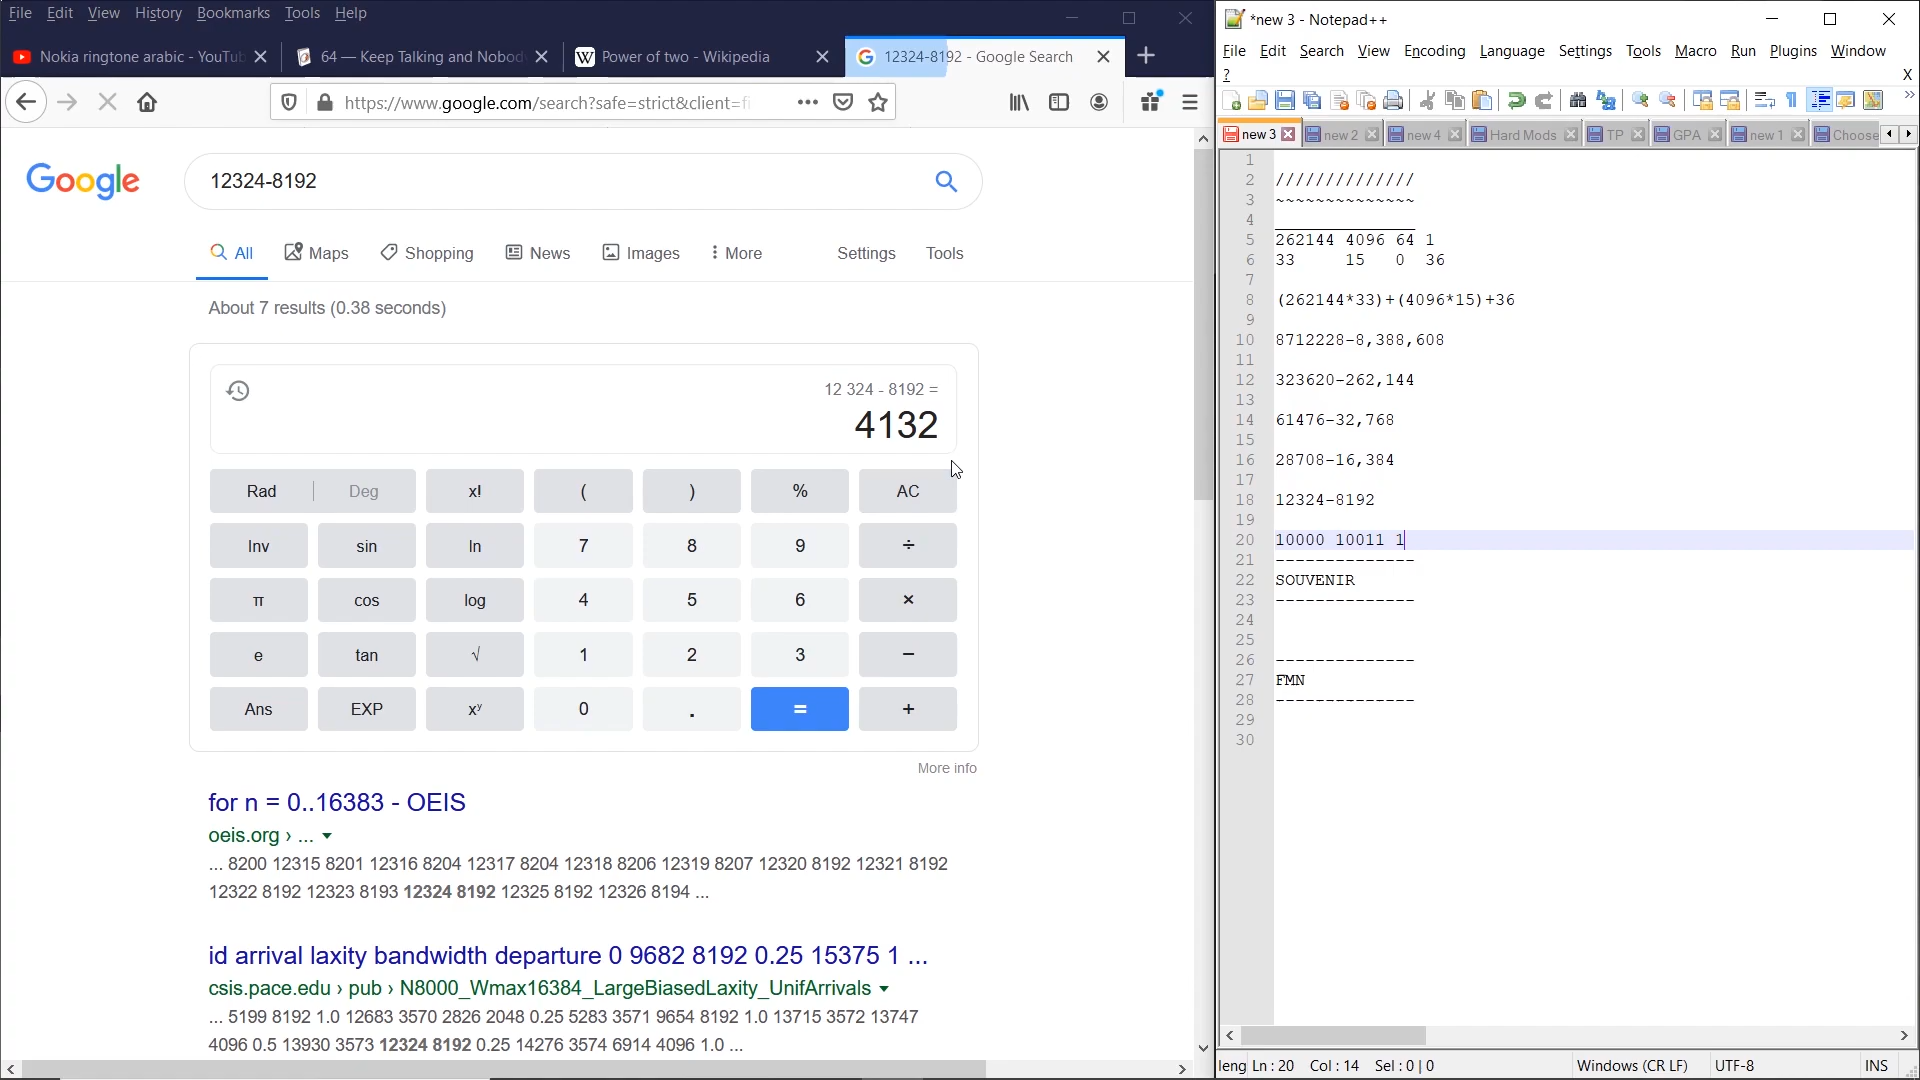 File Edit View History Bookmarks Tools Help
Nokia ringtone arabic - YouTub
64 — Keep Talking and Nobod
Power of two - Wikipedia
12324-8192 - Google Search
https://www.google.com/search?safe=strict&client=fi
Google
12324-8192
All Maps Shopping News Images More Settings Tools
About 7 results (0.38 seconds)
12 324 - 8192 =
4132
Rad Deg x! ( ) % AC
Inv sin ln 7 8 9 ÷
π cos log 4 5 6 ×
e tan √ 1 2 3 −
Ans EXP xʸ 0 . = +
More info
for n = 0..16383 - OEIS
oeis.org › ...
... 8200 12315 8201 12316 8204 12317 8204 12318 8206 12319 8207 12320 8192 12321 8192
12322 8192 12323 8193 12324 8192 12325 8192 12326 8194 ...
id arrival laxity bandwidth departure 0 9682 8192 0.25 15375 1 ...
csis.pace.edu › pub › N8000_Wmax16384_LargeBiasedLaxity_UnifArrivals
... 5199 8192 1.0 12683 3570 2826 2048 0.25 5283 3571 9654 8192 1.0 13715 3572 13747
4096 0.5 13930 3573 12324 8192 0.25 14276 3574 6914 4096 1.0 ...
*new 3 - Notepad++
File Edit Search View Encoding Language Settings Tools Macro Run Plugins Window
? X
new 3 new 2 new 4 Hard Mods TP GPA new 1 Choose
1
2 //////////////
3 ~~~~~~~~~~~~~~
4 ______________
5 262144 4096 64 1
6 33 15 0 36
7
8 (262144*33)+(4096*15)+36
9
10 8712228-8,388,608
11
12 323620-262,144
13
14 61476-32,768
15
16 28708-16,384
17
18 12324-8192
19
20 10000 10011 1
21 --------------
22 SOUVENIR
23 --------------
24
25
26 --------------
27 FMN
28 --------------
29
30
leng Ln : 20 Col : 14 Sel : 0 | 0 Windows (CR LF) UTF-8 INS